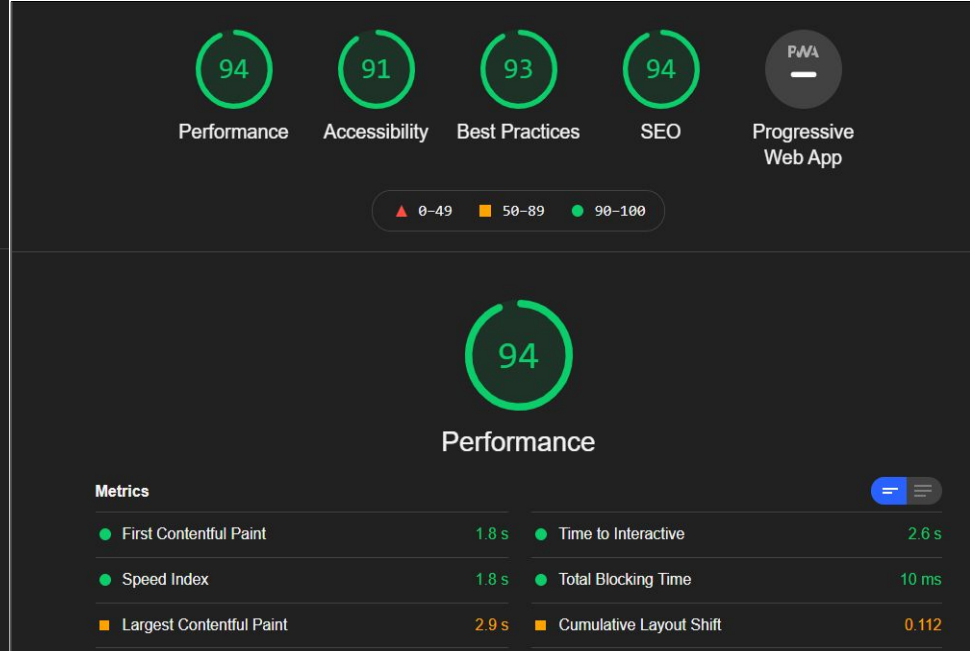 94 91 93 94 PWA
Performance Accessibility Best Practices SEO Progressive
Web App
0-49 50-89 90-100
94
Performance
Metrics
First Contentful Paint 1.8 s Time to Interactive 2.6 s
Speed Index 1.8 s Total Blocking Time 10 ms
Largest Contentful Paint 2.9 s Cumulative Layout Shift 0.112